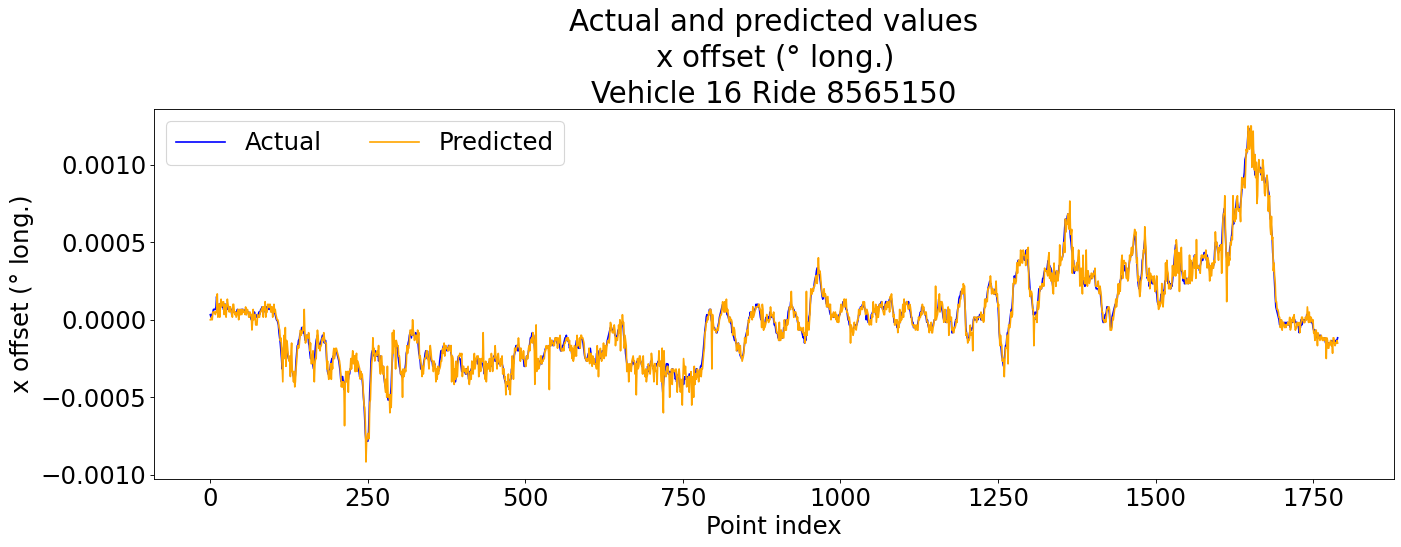 Actual and predicted values
x offset (° long.)
Vehicle 16 Ride 8565150
Actual
Predicted
x offset (° long.)
0.0010
0.0005
0.0000
−0.0005
−0.0010
0
250
500
750
1000
1250
1500
1750
Point index